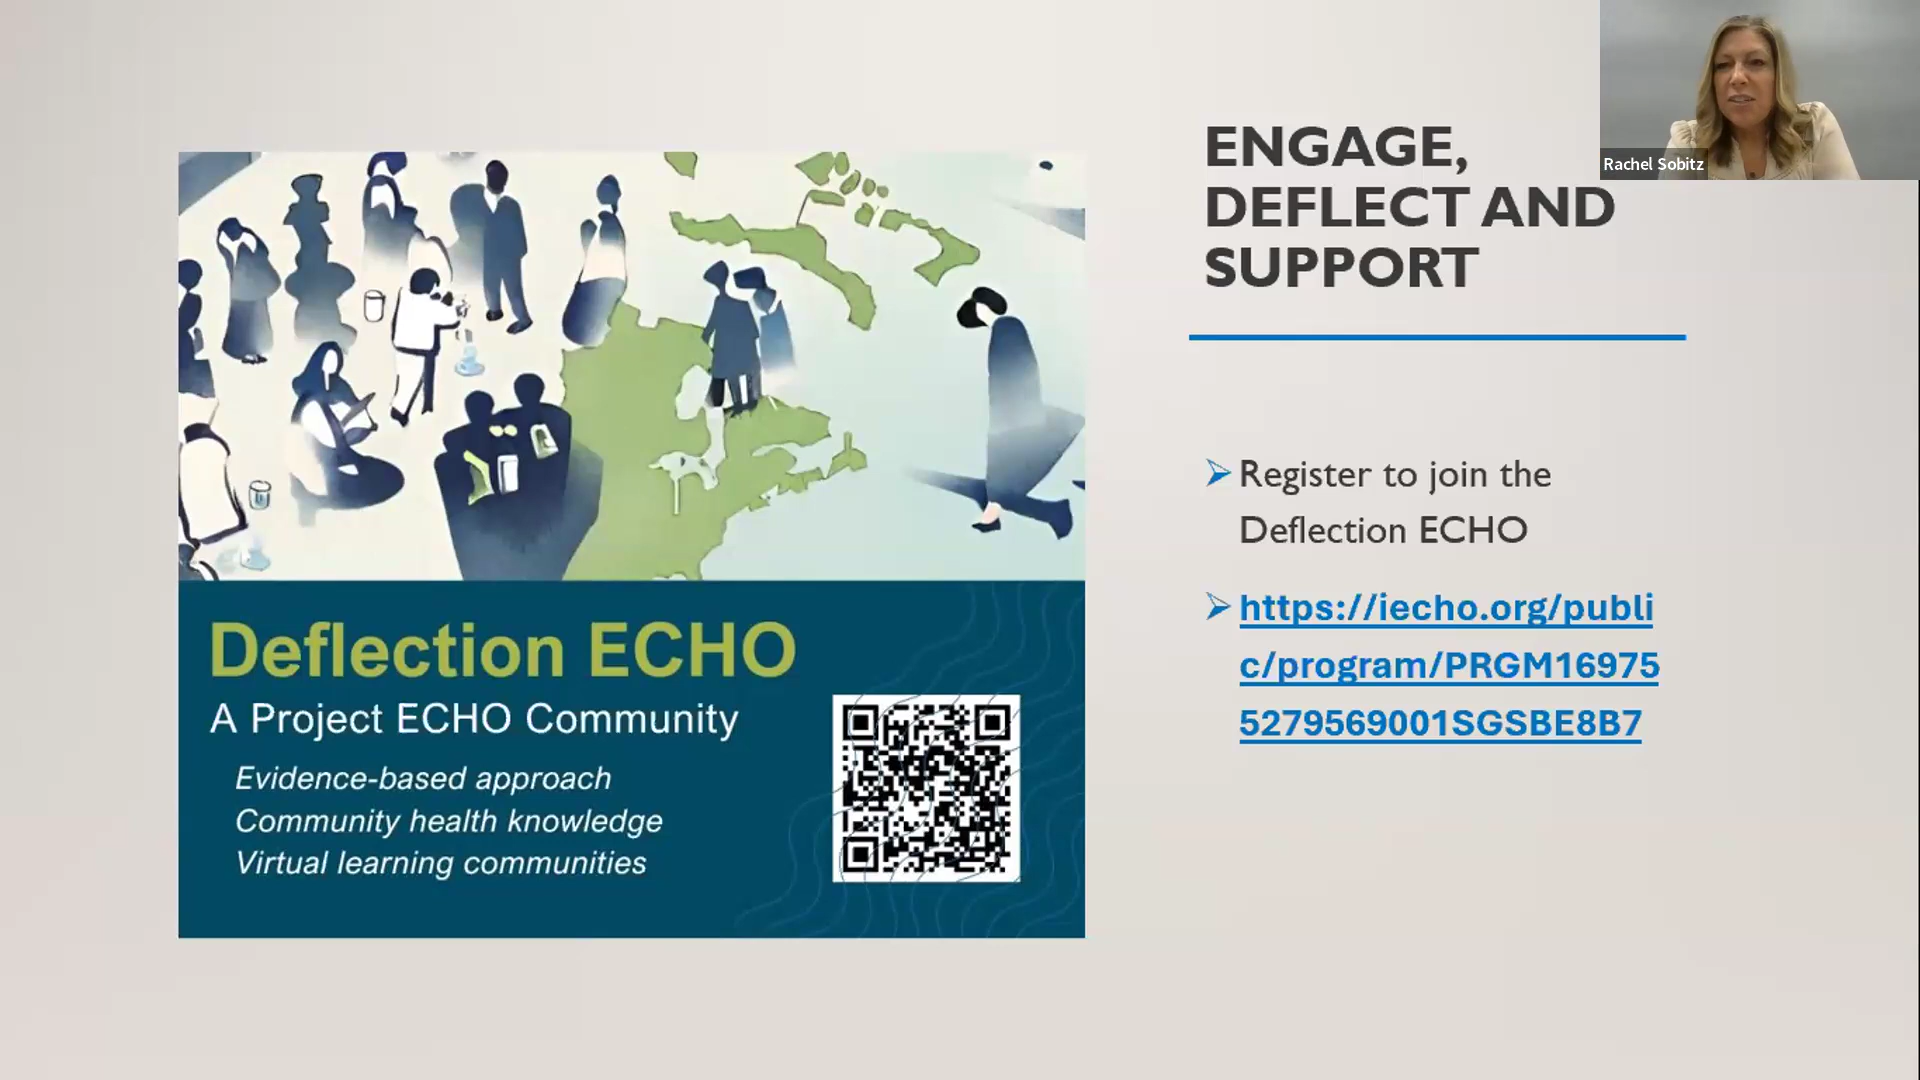 Rachel Sobitz
ENGAGE,
DEFLECT AND
SUPPORT
Register to join the
Deflection ECHO
https://iecho.org/publi
c/program/PRGM16975
5279569001SGSBE8B7
Deflection ECHO
A Project ECHO Community
Evidence-based approach
Community health knowledge
Virtual learning communities